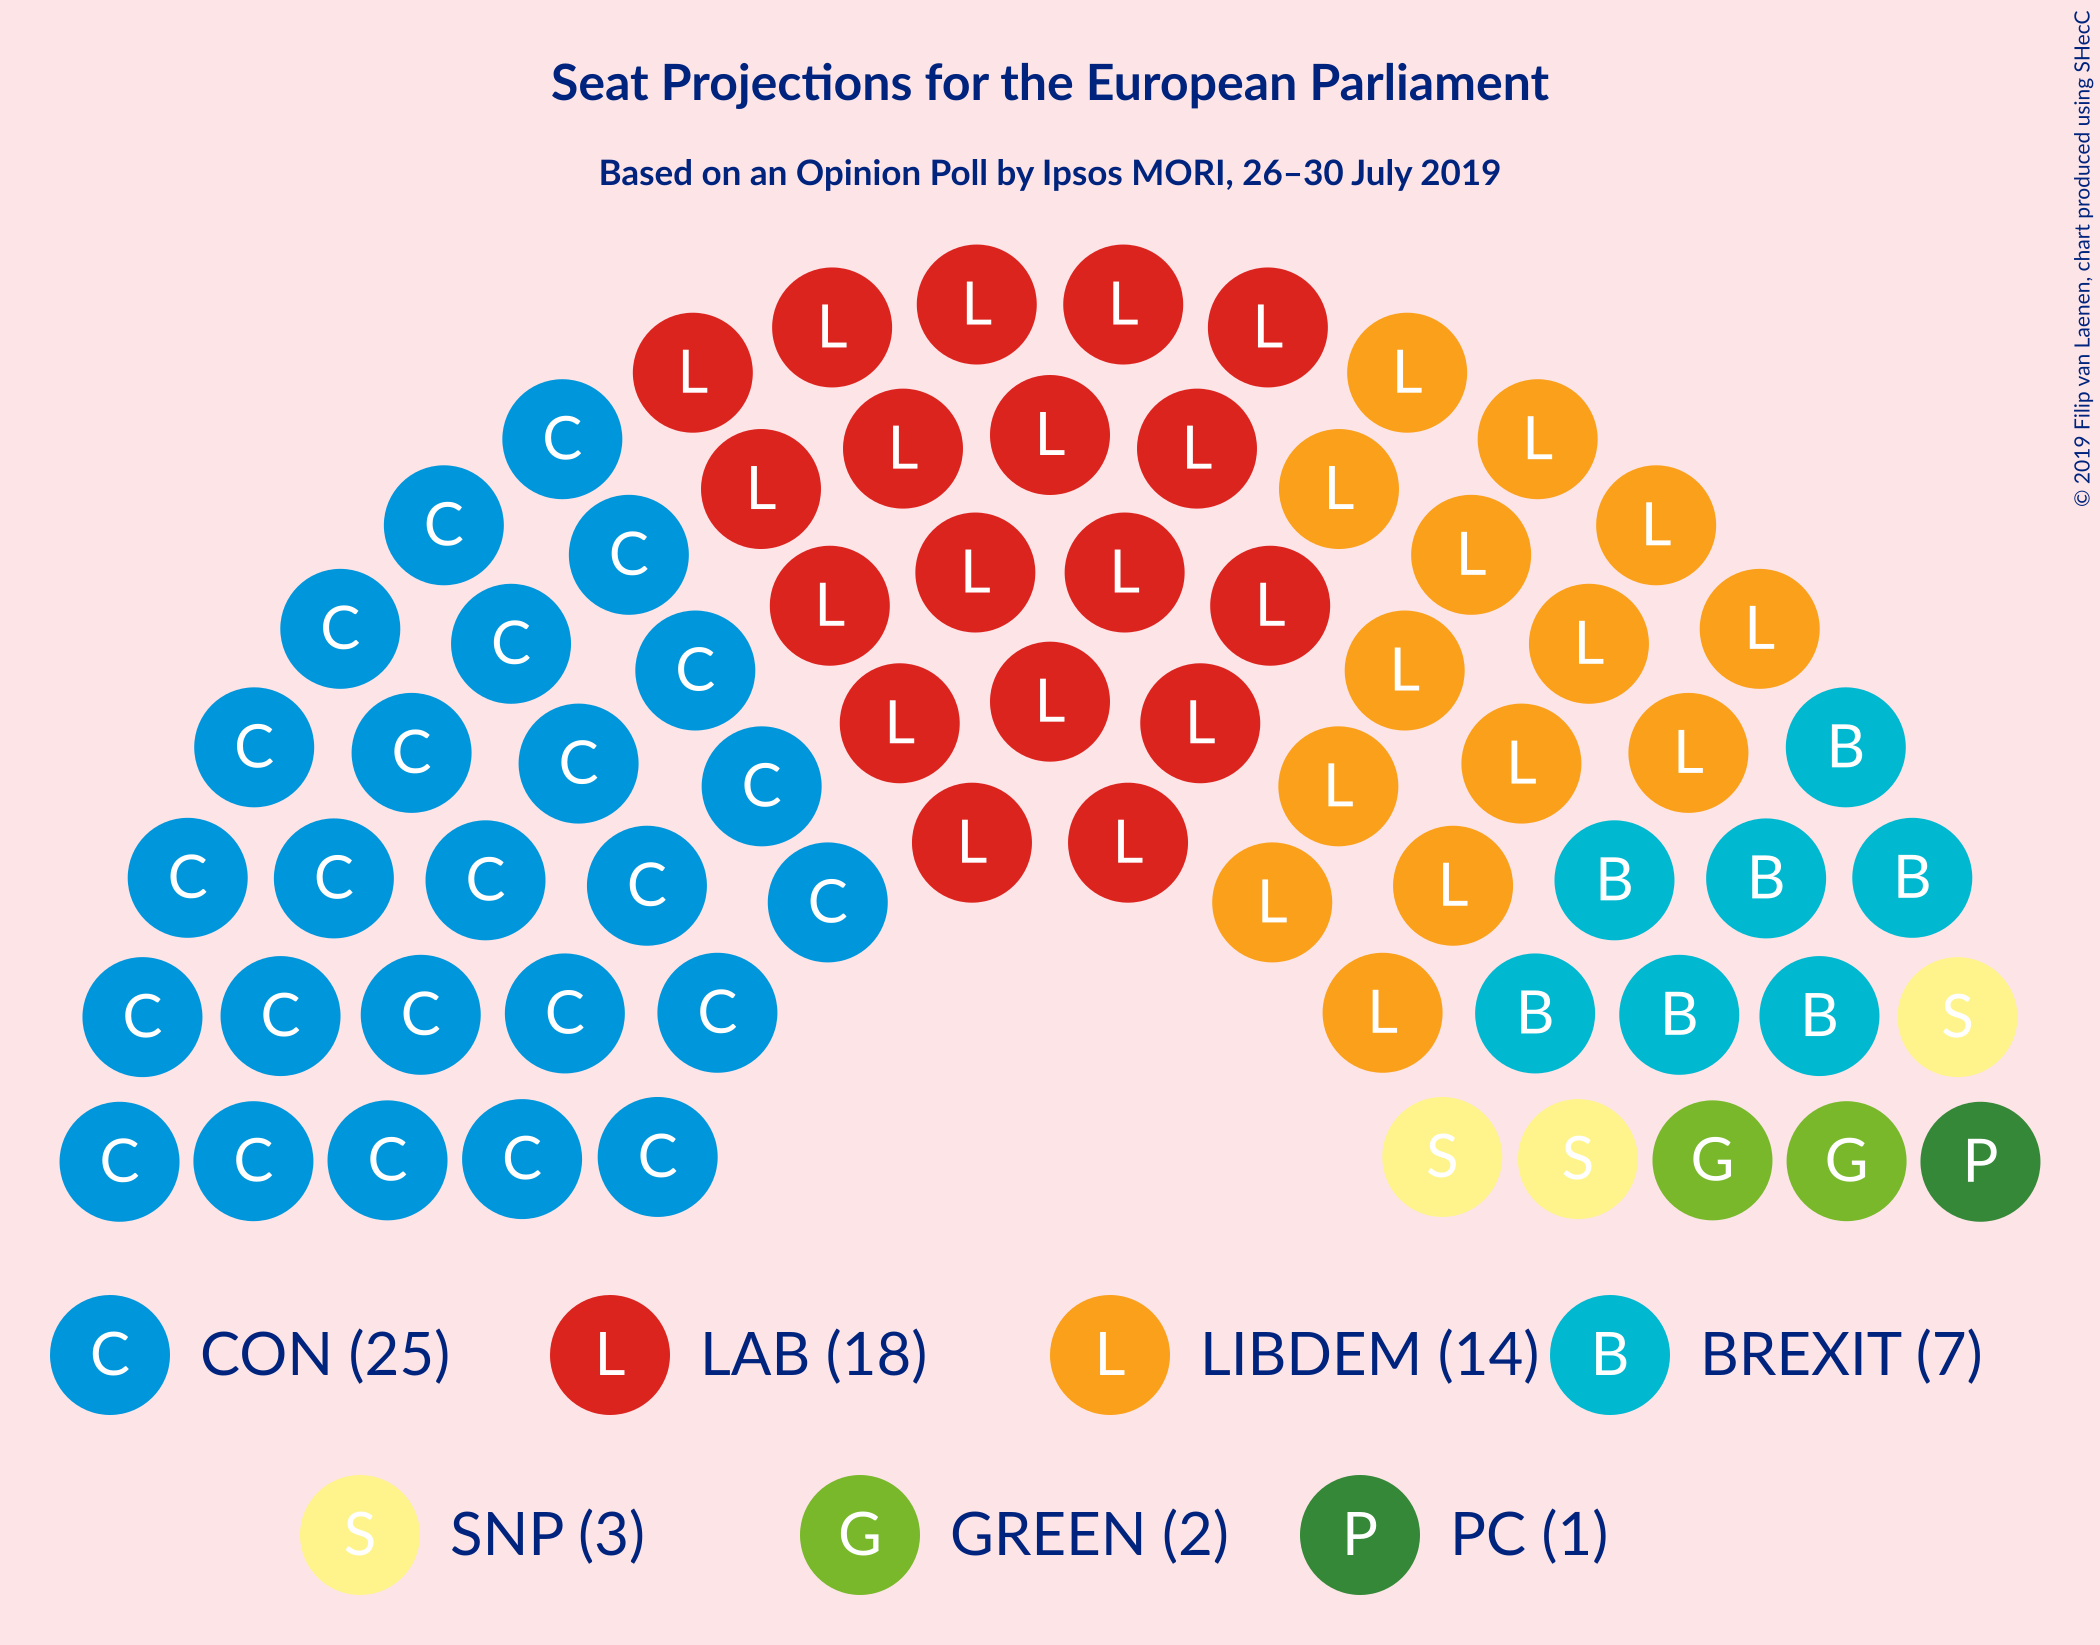 Seat Projections for the European Parliament
Based on an Opinion Poll by Ipsos MORI, 26–30 July 2019
© 2019 Filip van Laenen, chart produced using SHecC
L L L L L L L
C L
C L L L L L L
C C L
C L L L L L
C C L L
C C L L L L L B
C C L L
C C C C C L L L L B B B
C C C C C L B B B S
C C C C C S S G G P
C CON (25) L LAB (18) L LIBDEM (14) B BREXIT (7)
S SNP (3) G GREEN (2) P PC (1)